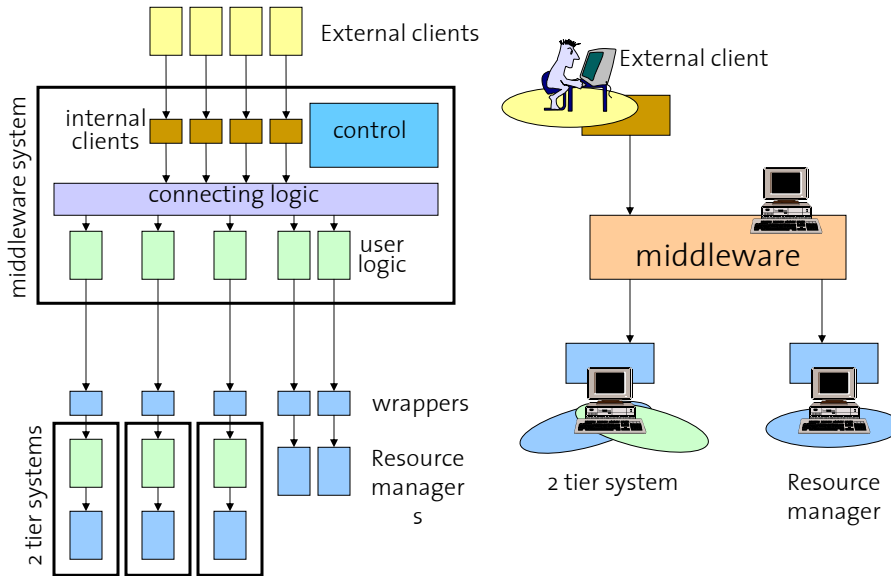 External clients
middleware system
internal
clients
control
connecting logic
user
logic
wrappers
2 tier systems
Resource
manager
s
External client
middleware
2 tier system
Resource
manager